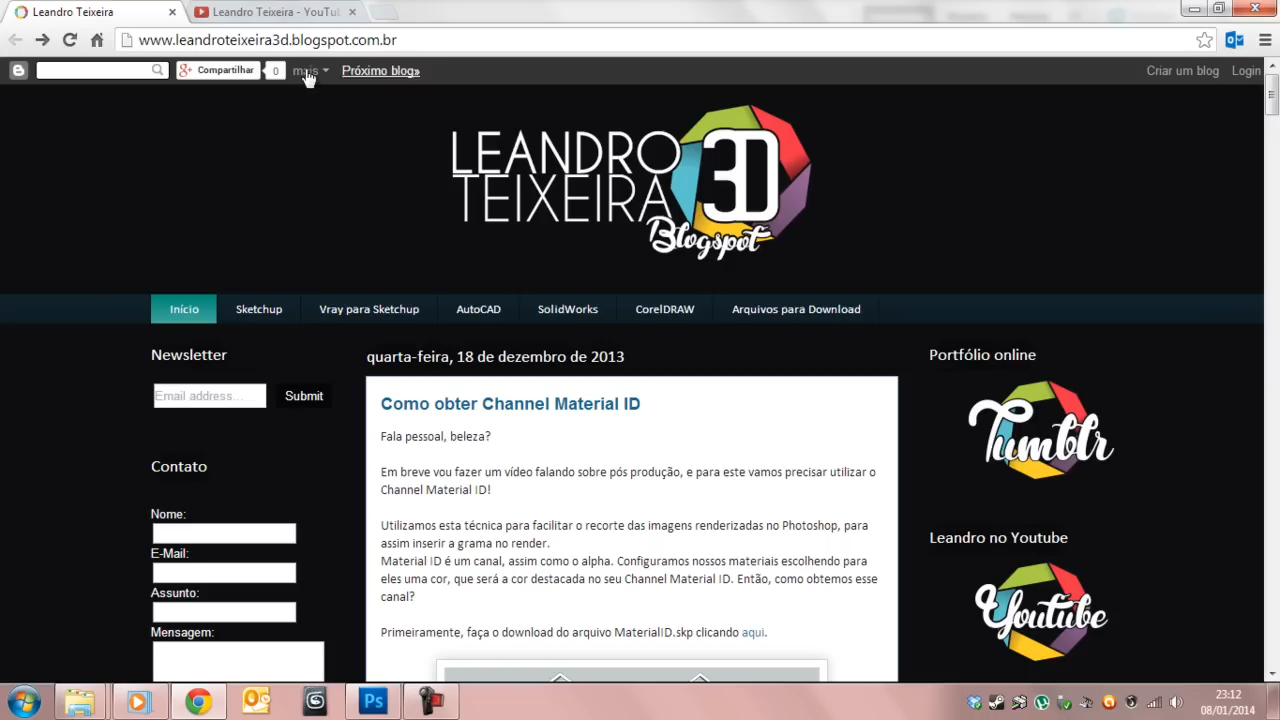 Leandro Teixeira
Leandro Teixeira - YouTu
www.leandroteixeira3d.blogspot.com.br
Compartilhar 0 mais Próximo blog» Criar um blog Login
LEANDRO
TEIXEIRA
3D
Blogspot
Início Sketchup Vray para Sketchup AutoCAD SolidWorks CorelDRAW Arquivos para Download
Newsletter
Email address...
Submit
Contato
Nome:
E-Mail:
Assunto:
Mensagem:
quarta-feira, 18 de dezembro de 2013
Como obter Channel Material ID
Fala pessoal, beleza?
Em breve vou fazer um vídeo falando sobre pós produção, e para este vamos precisar utilizar o
Channel Material ID!
Utilizamos esta técnica para facilitar o recorte das imagens renderizadas no Photoshop, para
assim inserir a grama no render.
Material ID é um canal, assim como o alpha. Configuramos nossos materiais escolhendo para
eles uma cor, que será a cor destacada no seu Channel Material ID. Então, como obtemos esse
canal?
Primeiramente, faça o download do arquivo MaterialID.skp clicando aqui.
Portfólio online
Tumblr
Leandro no Youtube
Youtube
Ps
23:12
08/01/2014